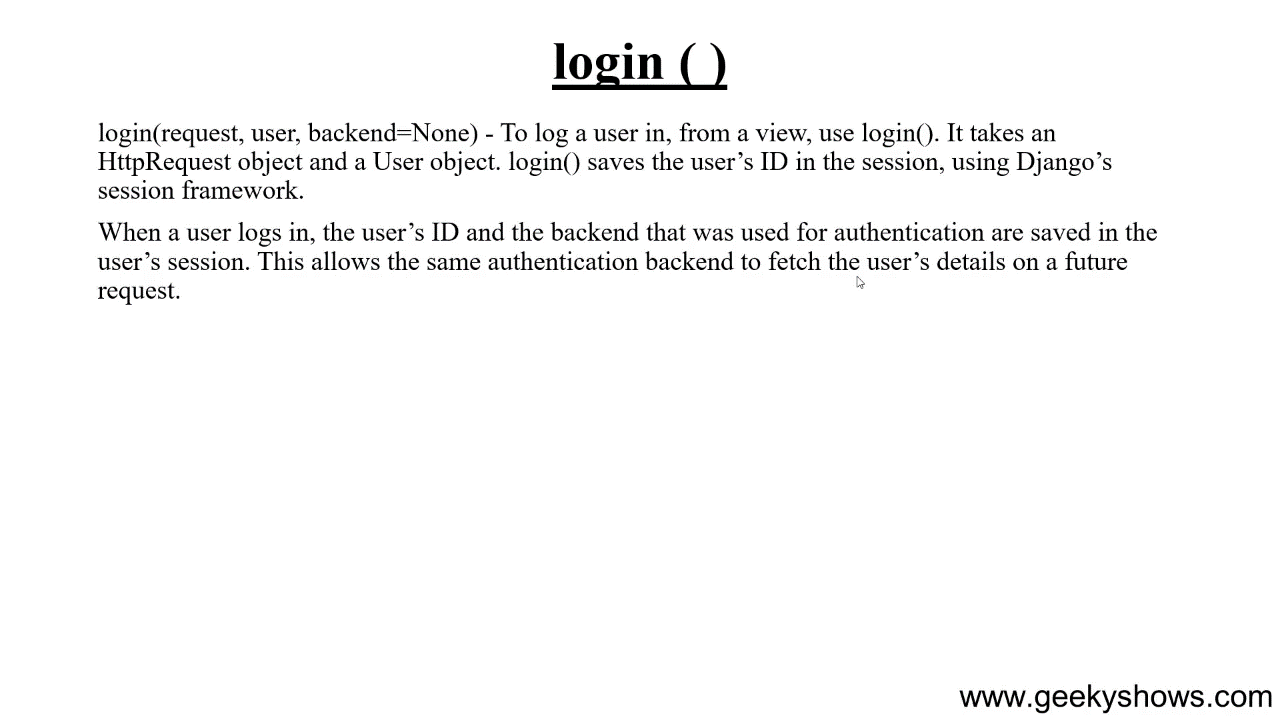 login ( )
login(request, user, backend=None) - To log a user in, from a view, use login(). It takes an
HttpRequest object and a User object. login() saves the user’s ID in the session, using Django’s
session framework.
When a user logs in, the user’s ID and the backend that was used for authentication are saved in the
user’s session. This allows the same authentication backend to fetch the user’s details on a future
request.
www.geekyshows.com